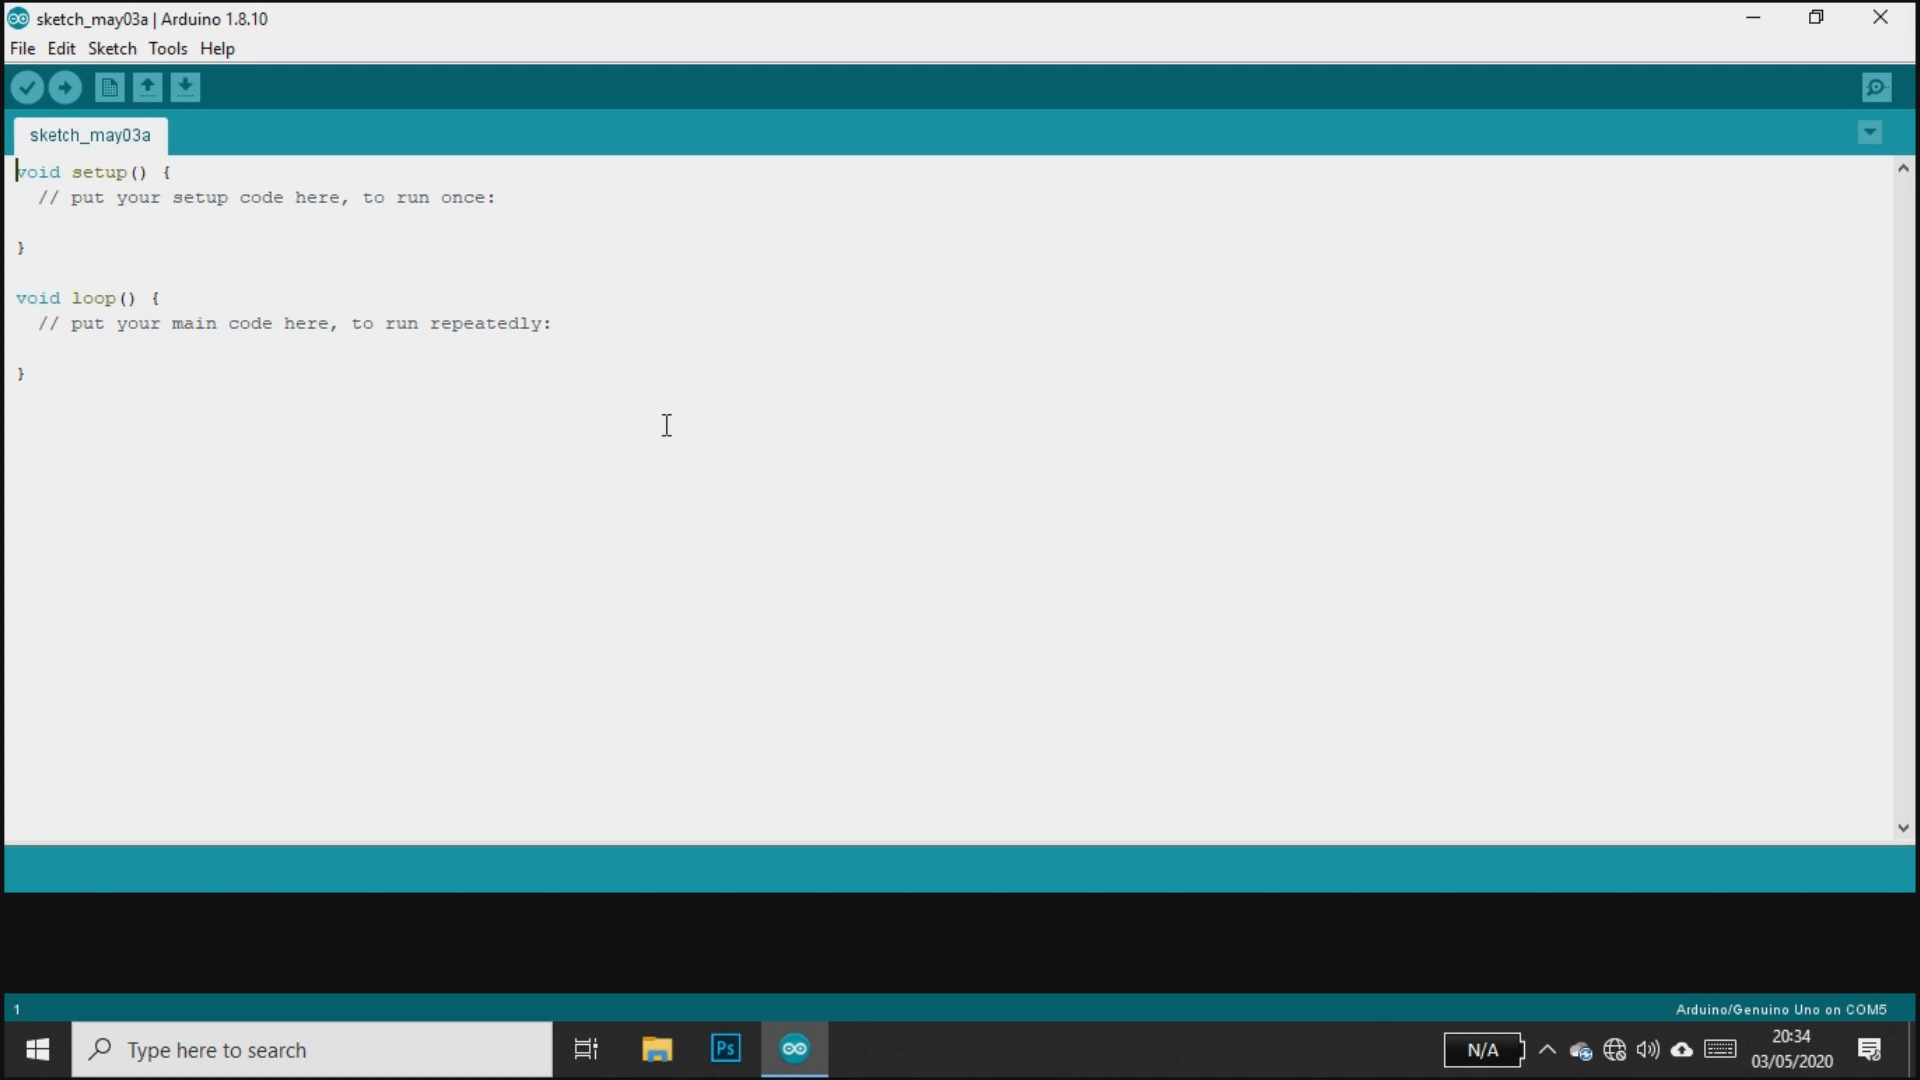 sketch_may03a | Arduino 1.8.10
File Edit Sketch Tools Help
sketch_may03a
void setup() {
// put your setup code here, to run once:
}
void loop() {
// put your main code here, to run repeatedly:
}
1
Arduino/Genuino Uno on COM5
Type here to search
Ps
N/A
20:34
03/05/2020